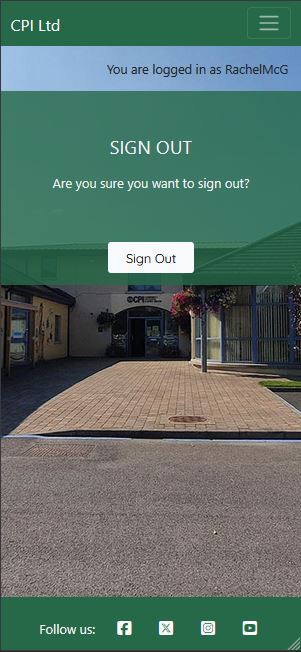 CPI Ltd
You are logged in as RachelMcG
SIGN OUT
Are you sure you want to sign out?
Sign Out
CPI
Follow us: